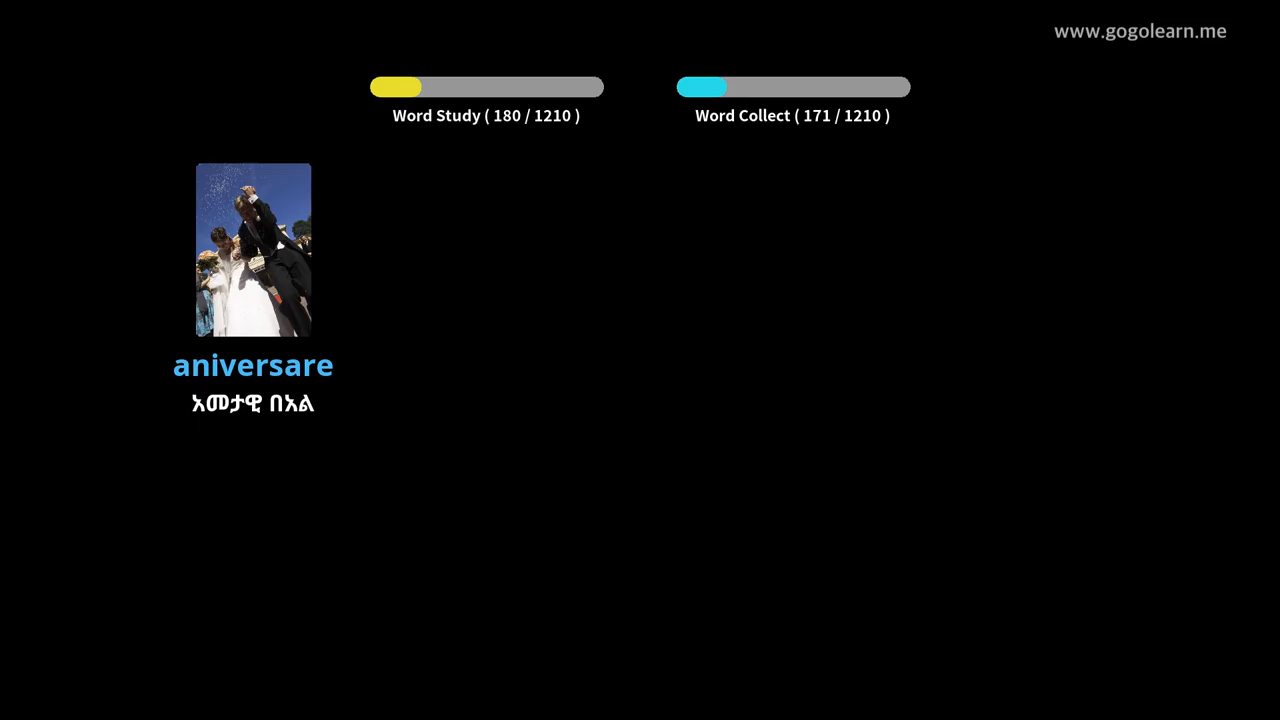 www.gogolearn.me
Word Study ( 180 / 1210 )
Word Collect ( 171 / 1210 )
aniversare
አመታዊ በአል